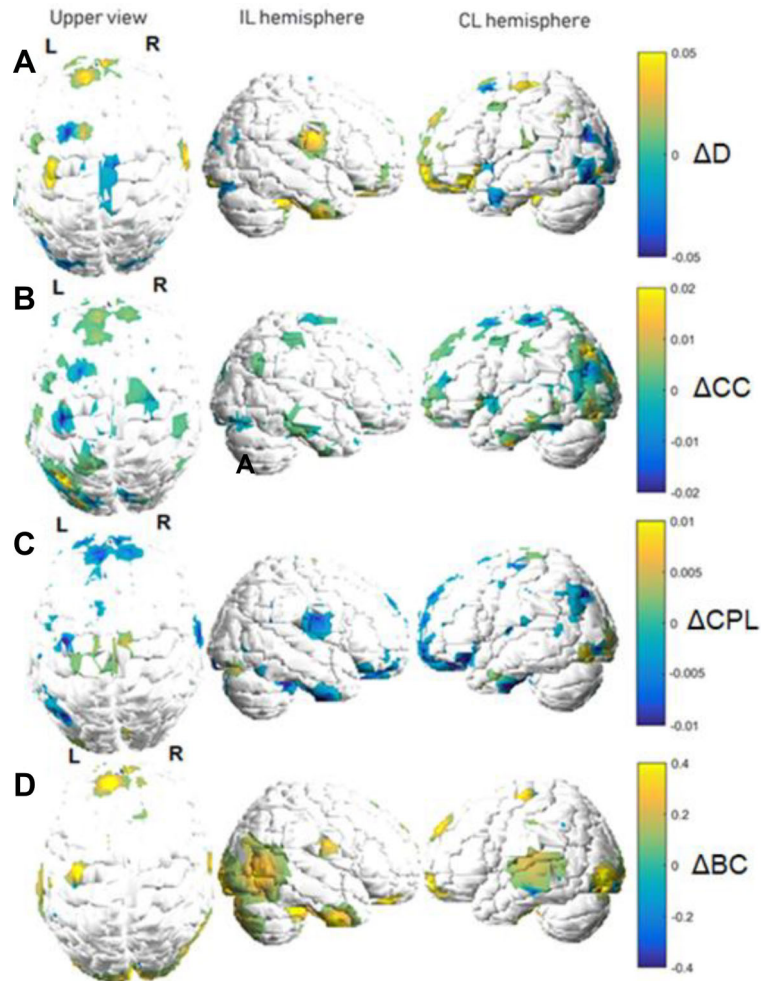 Upper view IL hemisphere CL hemisphere
L R
A
0.05
0
-0.05
ΔD
L R
B
0.02
0.01
0
-0.01
-0.02
ΔCC
A
L R
C
0.01
0.005
0
-0.005
-0.01
ΔCPL
L R
D
0.4
0.2
0
-0.2
-0.4
ΔBC